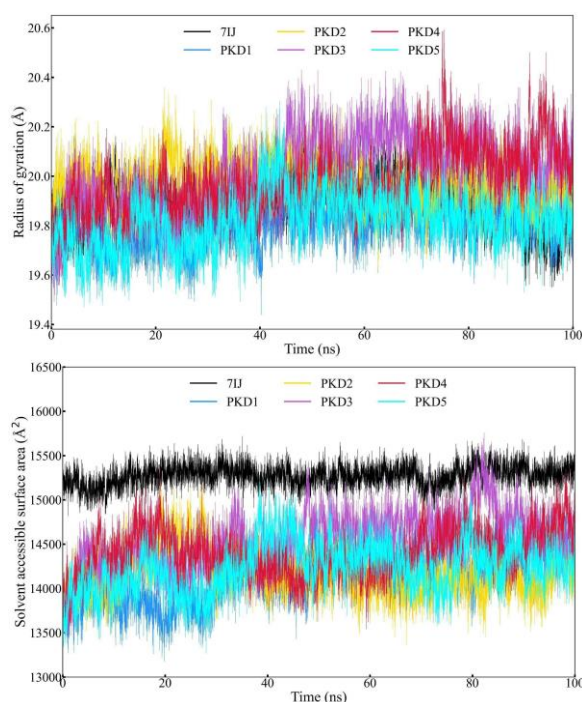 20.6
20.4
20.2
20.0
19.8
19.6
19.4
Radius of gyration (Å)
7IJ PKD2 PKD4
PKD1 PKD3 PKD5
0 20 40 60 80 100
Time (ns)
16500
16000
15500
15000
14500
14000
13500
13000
Solvent accessible surface area (Å²)
7IJ PKD2 PKD4
PKD1 PKD3 PKD5
0 20 40 60 80 100
Time (ns)